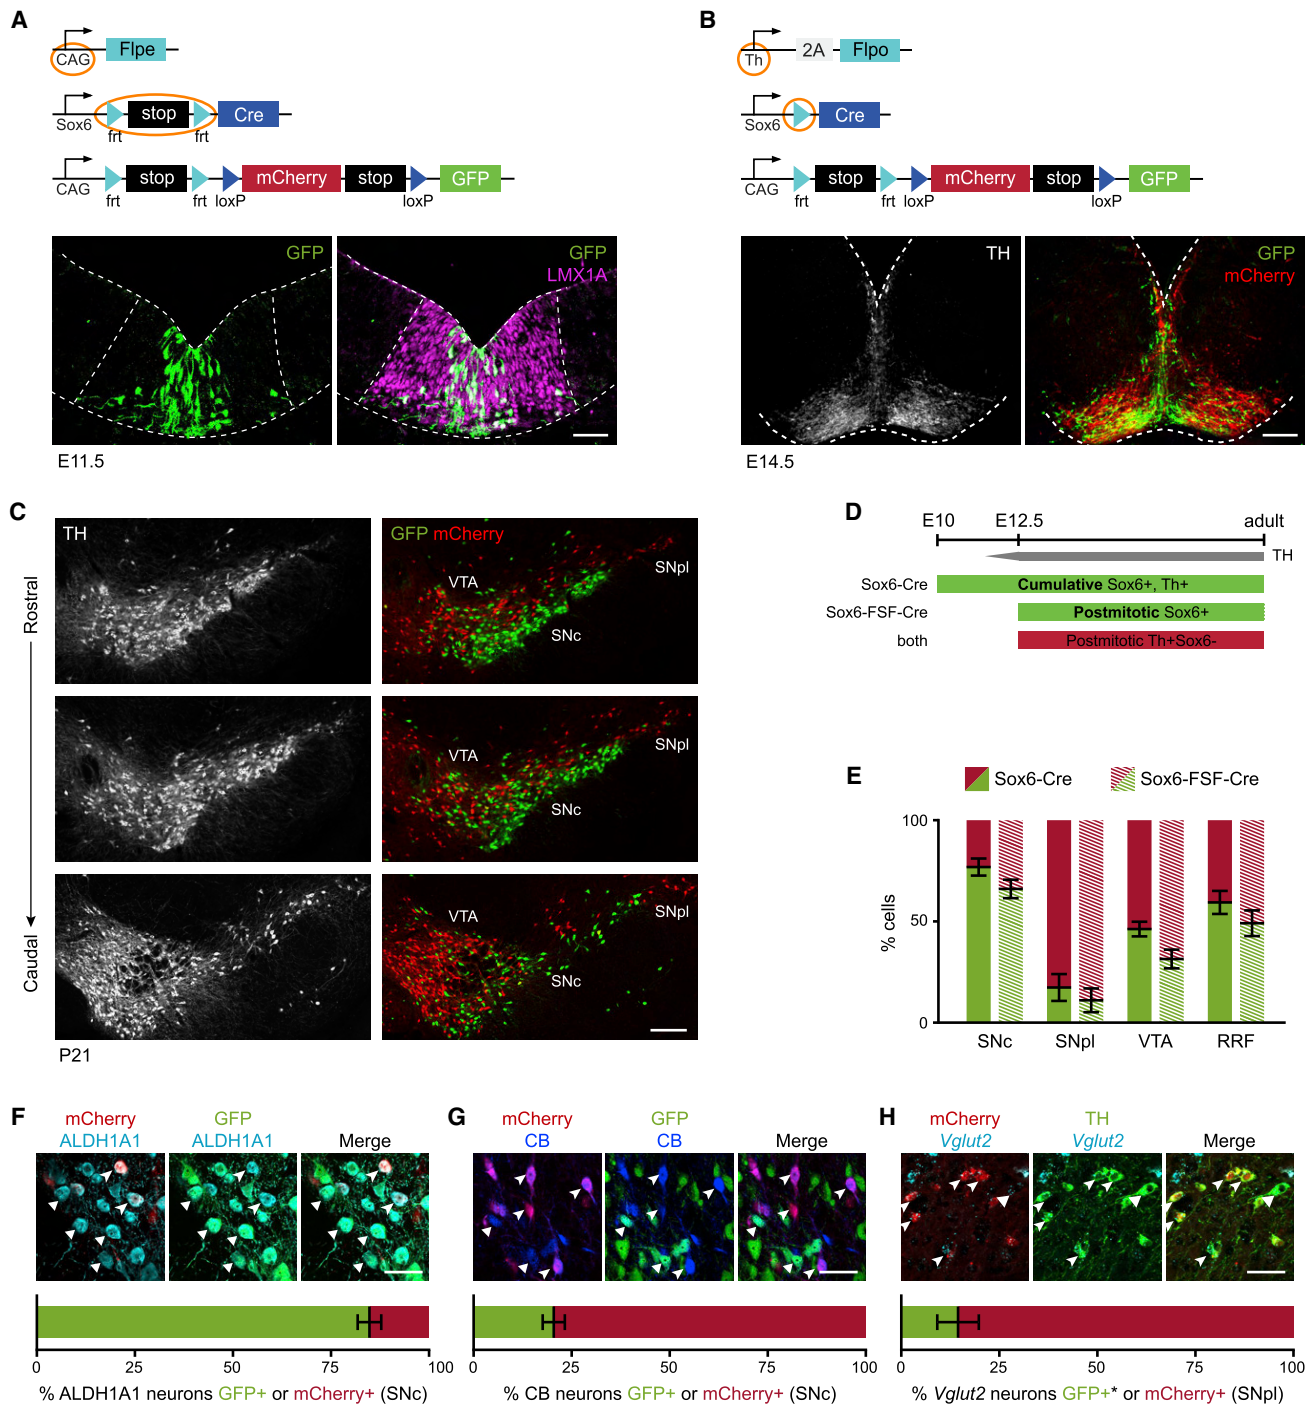 A
CAG
Flpe
Sox6
frt
stop
frt
Cre
CAG
frt
stop
frt
loxP
mCherry
stop
loxP
GFP
GFP
GFP
LMX1A
E11.5
B
Th
2A
Flpo
Sox6
Cre
CAG
frt
stop
frt
loxP
mCherry
stop
loxP
GFP
TH
GFP
mCherry
E14.5
C
Rostral
Caudal
TH
GFP mCherry
VTA
SNpl
SNc
VTA
SNpl
SNc
VTA
SNpl
SNc
P21
D
E10 E12.5 adult
TH
Sox6-Cre Cumulative Sox6+, Th+
Sox6-FSF-Cre Postmitotic Sox6+
both Postmitotic Th+Sox6-
E
Sox6-Cre Sox6-FSF-Cre
% cells
100
50
0
SNc SNpl VTA RRF
F
mCherry GFP
ALDH1A1 ALDH1A1 Merge
0 25 50 75 100
% ALDH1A1 neurons GFP+ or mCherry+ (SNc)
G
mCherry GFP
CB CB Merge
0 25 50 75 100
% CB neurons GFP+ or mCherry+ (SNc)
H
mCherry TH
Vglut2 Vglut2 Merge
0 25 50 75 100
% Vglut2 neurons GFP+* or mCherry+ (SNpl)